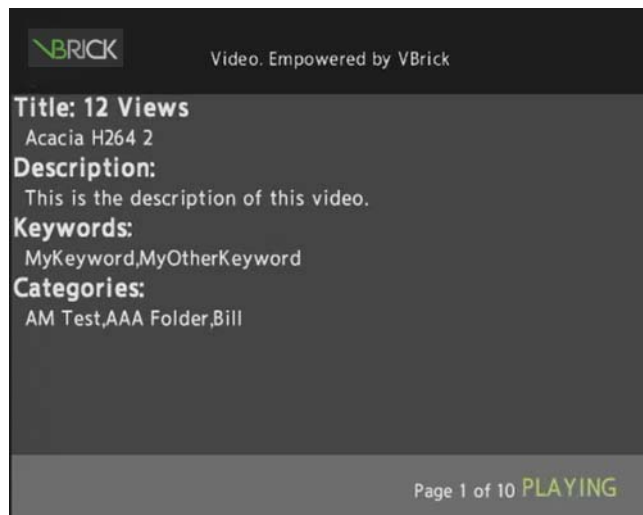 VBRICK
Video. Empowered by VBrick
Title: 12 Views
Acacia H264 2
Description:
This is the description of this video.
Keywords:
MyKeyword,MyOtherKeyword
Categories:
AM Test,AAA Folder,Bill
Page 1 of 10 PLAYING